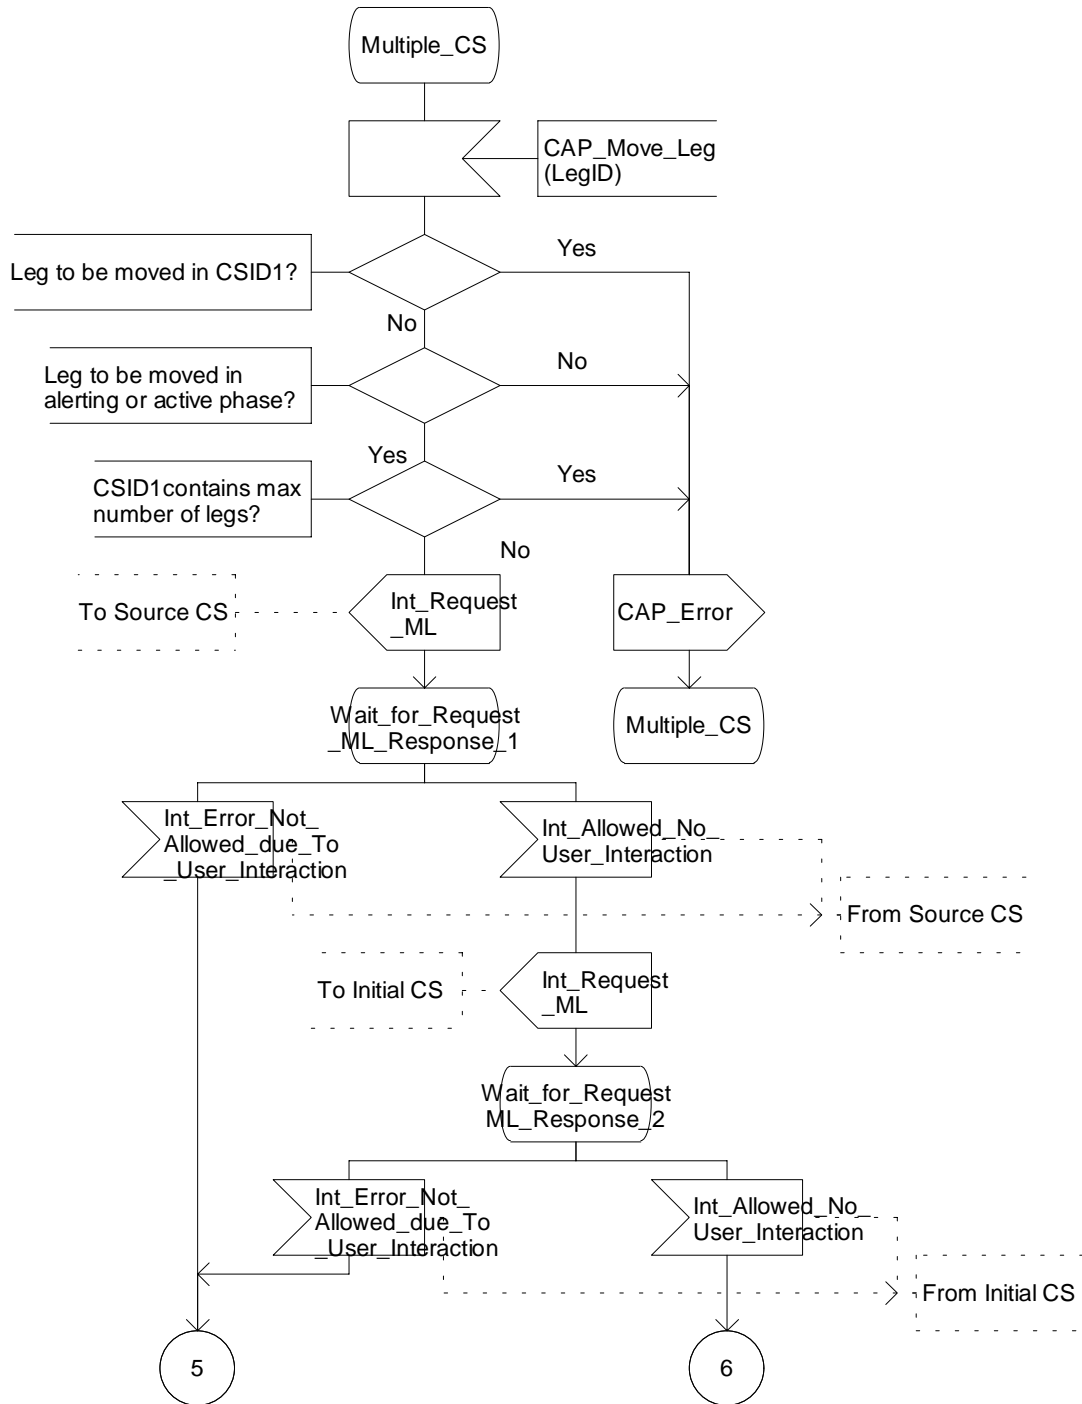 Multiple_CS
CAP_Move_Leg
(LegID)
Leg to be moved in CSID1?
Yes
No
Leg to be moved in
alerting or active phase?
No
Yes
CSID1contains max
number of legs?
Yes
No
To Source CS
Int_Request
_ML
CAP_Error
Wait_for_Request
_ML_Response_1
Multiple_CS
Int_Error_Not_
Allowed_due_To
_User_Interaction
Int_Allowed_No_
User_Interaction
From Source CS
To Initial CS
Int_Request
_ML
Wait_for_Request
ML_Response_2
Int_Error_Not_
Allowed_due_To
_User_Interaction
Int_Allowed_No_
User_Interaction
From Initial CS
5
6